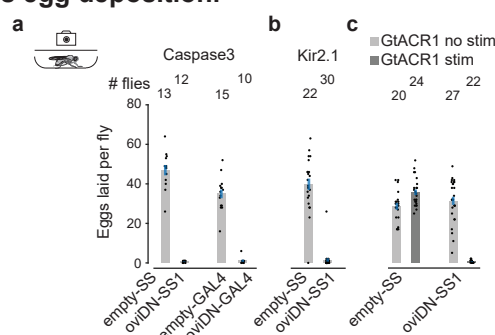 s egg deposition.
a
b
c
Caspase3
Kir2.1
GtACR1 no stim
GtACR1 stim
# flies
13 12 15 10
22 30
20 24 27 22
Eggs laid per fly
80
60
40
20
0
empty-SS
oviDN-SS1
empty-GAL4
oviDN-GAL4
empty-SS
oviDN-SS1
empty-SS
oviDN-SS1